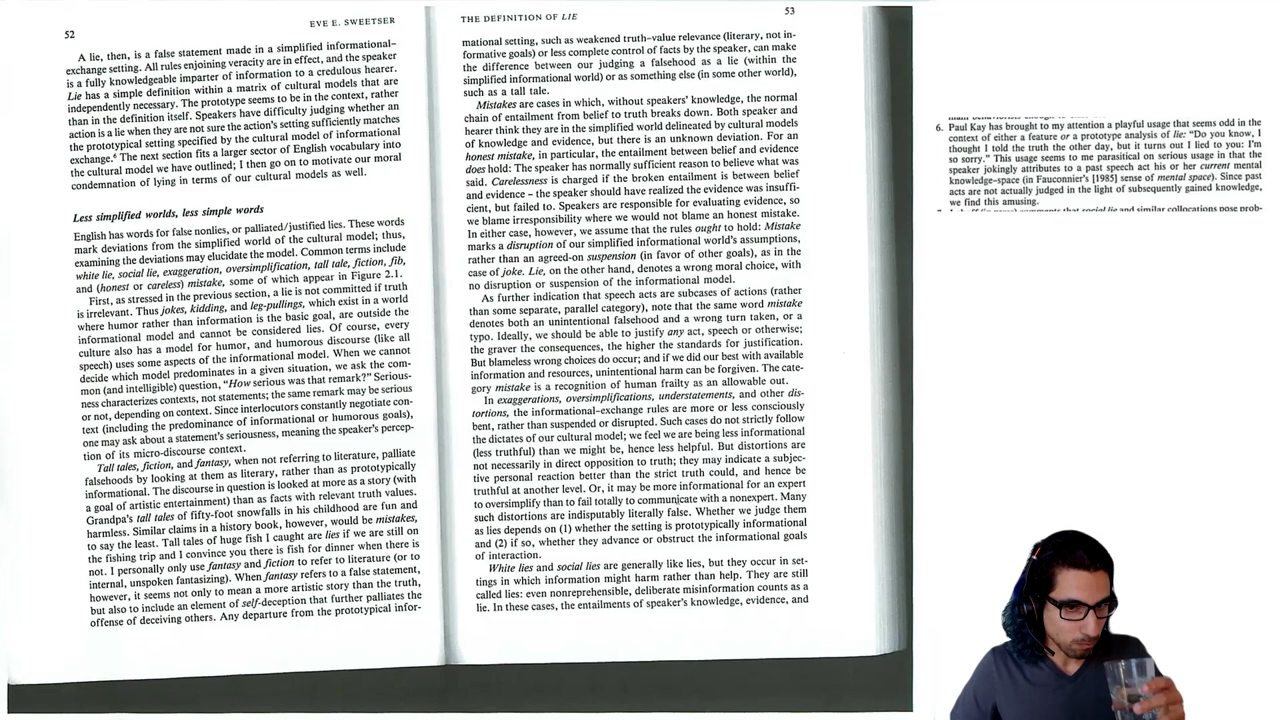 52
EVE E. SWEETSER
A lie, then, is a false statement made in a simplified informational–
exchange setting. All rules enjoining veracity are in effect, and the speaker
is a fully knowledgeable imparter of information to a credulous hearer.
Lie has a simple definition within a matrix of cultural models that are
independently necessary. The prototype seems to be in the context, rather
than in the definition itself. Speakers have difficulty judging whether an
action is a lie when they are not sure the action's setting sufficiently matches
the prototypical setting specified by the cultural model of informational
exchange.6 The next section fits a larger sector of English vocabulary into
the cultural model we have outlined; I then go on to motivate our moral
condemnation of lying in terms of our cultural models as well.
Less simplified worlds, less simple words
English has words for false nonlies, or palliated/justified lies. These words
mark deviations from the simplified world of the cultural model; thus,
examining the deviations may elucidate the model. Common terms include
white lie, social lie, exaggeration, oversimplification, tall tale, fiction, fib,
and (honest or careless) mistake, some of which appear in Figure 2.1.
First, as stressed in the previous section, a lie is not committed if truth
is irrelevant. Thus jokes, kidding, and leg-pullings, which exist in a world
where humor rather than information is the basic goal, are outside the
informational model and cannot be considered lies. Of course, every
culture also has a model for humor, and humorous discourse (like all
speech) uses some aspects of the informational model. When we cannot
decide which model predominates in a given situation, we ask the com-
mon (and intelligible) question, "How serious was that remark?" Serious-
ness characterizes contexts, not statements; the same remark may be serious
or not, depending on context. Since interlocutors constantly negotiate con-
text (including the predominance of informational or humorous goals),
one may ask about a statement's seriousness, meaning the speaker's percep-
tion of its micro-discourse context.
Tall tales, fiction, and fantasy, when not referring to literature, palliate
falsehoods by looking at them as literary, rather than as prototypically
informational. The discourse in question is looked at more as a story (with
a goal of artistic entertainment) than as facts with relevant truth values.
Grandpa's tall tales of fifty-foot snowfalls in his childhood are fun and
harmless. Similar claims in a history book, however, would be mistakes,
to say the least. Tall tales of huge fish I caught are lies if we are still on
the fishing trip and I convince you there is fish for dinner when there is
not. I personally only use fantasy and fiction to refer to literature (or to
internal, unspoken fantasizing). When fantasy refers to a false statement,
however, it seems not only to mean a more artistic story than the truth,
but also to include an element of self-deception that further palliates the
offense of deceiving others. Any departure from the prototypical infor-
THE DEFINITION OF LIE
53
mational setting, such as weakened truth-value relevance (literary, not in-
formative goals) or less complete control of facts by the speaker, can make
the difference between our judging a falsehood as a lie (within the
simplified informational world) or as something else (in some other world),
such as a tall tale.
Mistakes are cases in which, without speakers' knowledge, the normal
chain of entailment from belief to truth breaks down. Both speaker and
hearer think they are in the simplified world delineated by cultural models
of knowledge and evidence, but there is an unknown deviation. For an
honest mistake, in particular, the entailment between belief and evidence
does hold: The speaker has normally sufficient reason to believe what was
said. Carelessness is charged if the broken entailment is between belief
and evidence – the speaker should have realized the evidence was insuffi-
cient, but failed to. Speakers are responsible for evaluating evidence, so
we blame irresponsibility where we would not blame an honest mistake.
In either case, however, we assume that the rules ought to hold: Mistake
marks a disruption of our simplified informational world's assumptions,
rather than an agreed-on suspension (in favor of other goals), as in the
case of joke. Lie, on the other hand, denotes a wrong moral choice, with
no disruption or suspension of the informational model.
As further indication that speech acts are subcases of actions (rather
than some separate, parallel category), note that the same word mistake
denotes both an unintentional falsehood and a wrong turn taken, or a
typo. Ideally, we should be able to justify any act, speech or otherwise;
the graver the consequences, the higher the standards for justification.
But blameless wrong choices do occur; and if we did our best with available
information and resources, unintentional harm can be forgiven. The cate-
gory mistake is a recognition of human frailty as an allowable out.
In exaggerations, oversimplifications, understatements, and other dis-
tortions, the informational-exchange rules are more or less consciously
bent, rather than suspended or disrupted. Such cases do not strictly follow
the dictates of our cultural model; we feel we are being less informational
(less truthful) than we might be, hence less helpful. But distortions are
not necessarily in direct opposition to truth; they may indicate a subjec-
tive personal reaction better than the strict truth could, and hence be
truthful at another level. Or, it may be more informational for an expert
to oversimplify than to fail totally to communicate with a nonexpert. Many
such distortions are indisputably literally false. Whether we judge them
as lies depends on (1) whether the setting is prototypically informational
and (2) if so, whether they advance or obstruct the informational goals
of interaction.
White lies and social lies are generally like lies, but they occur in set-
tings in which information might harm rather than help. They are still
called lies: even nonreprehensible, deliberate misinformation counts as a
lie. In these cases, the entailments of speaker's knowledge, evidence, and
6. Paul Kay has brought to my attention a playful usage that seems odd in the
context of either a feature or a prototype analysis of lie: "Do you know, I
thought I told the truth the other day, but it turns out I lied to you: I'm
so sorry." This usage seems to me parasitical on serious usage in that the
speaker jokingly attributes to a past speech act his or her current mental
knowledge-space (in Fauconnier's [1985] sense of mental space). Since past
acts are not actually judged in the light of subsequently gained knowledge,
we find this amusing.